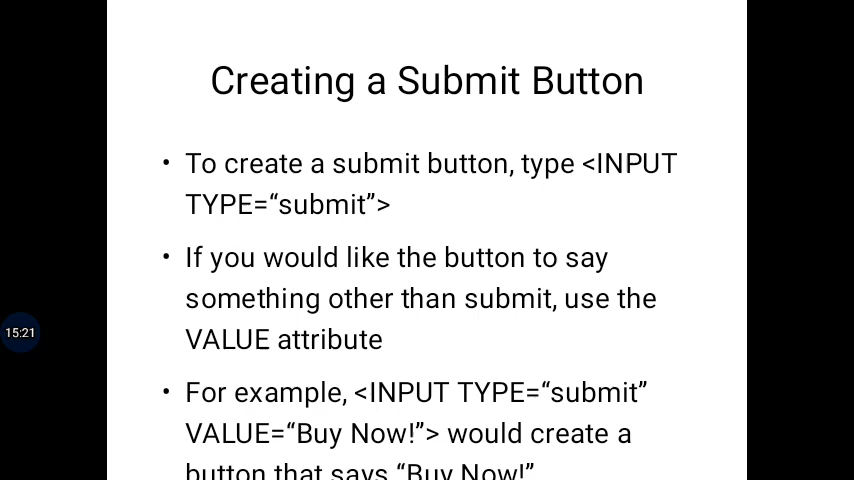 Creating a Submit Button
• To create a submit button, type <INPUT
TYPE=“submit”>
• If you would like the button to say
something other than submit, use the
VALUE attribute
15:21
• For example, <INPUT TYPE=“submit”
VALUE=“Buy Now!”> would create a
button that says “Buy Now!”